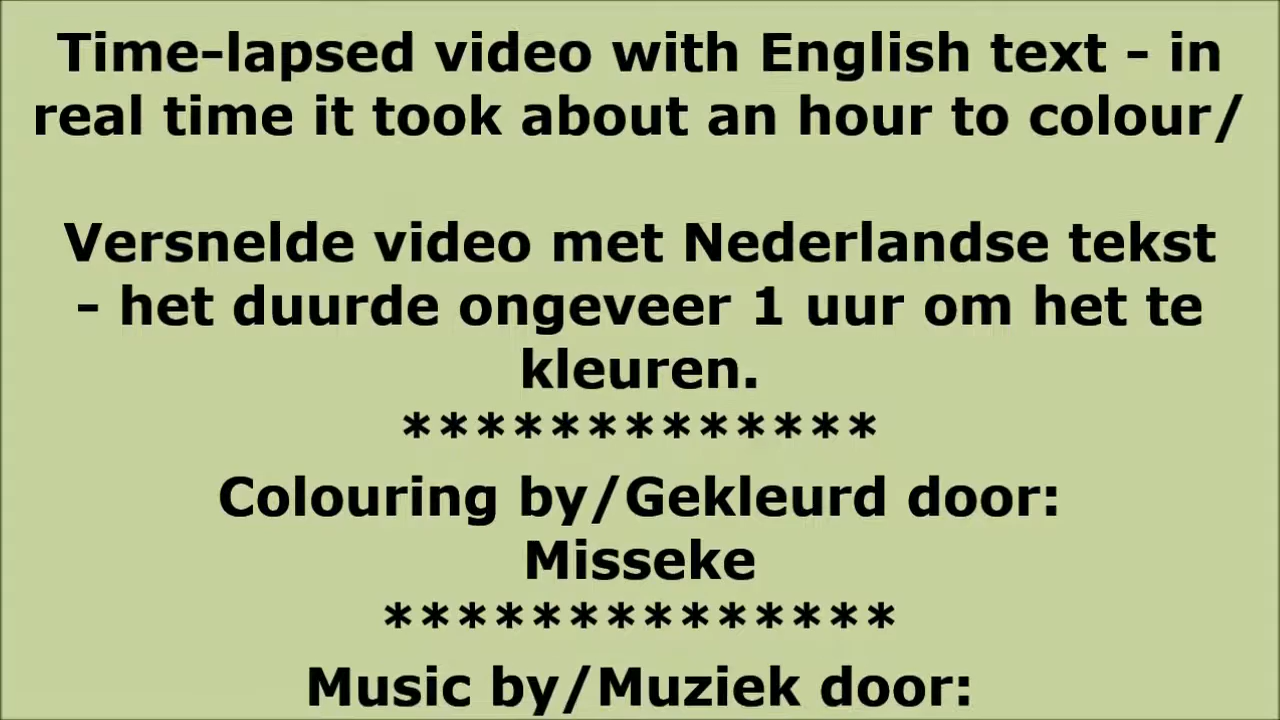 Time-lapsed video with English text - in
real time it took about an hour to colour/
Versnelde video met Nederlandse tekst
- het duurde ongeveer 1 uur om het te
kleuren.
*************
Colouring by/Gekleurd door:
Misseke
**************
Music by/Muziek door: